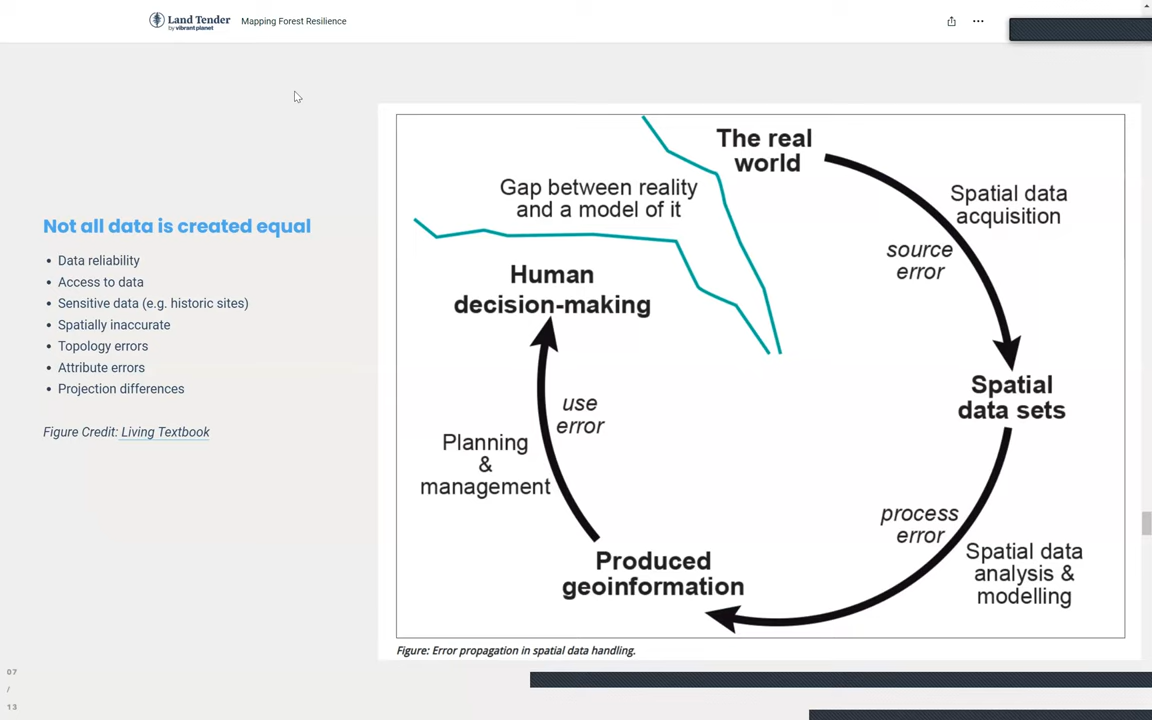 Land Tender
by vibrant planet
Mapping Forest Resilience
Not all data is created equal
Data reliability
Access to data
Sensitive data (e.g. historic sites)
Spatially inaccurate
Topology errors
Attribute errors
Projection differences
Figure Credit: Living Textbook
The real
world
Gap between reality
and a model of it
Spatial data
acquisition
source
error
Human
decision-making
Spatial
data sets
use
error
Planning
&
management
process
error
Spatial data
analysis &
modelling
Produced
geoinformation
Figure: Error propagation in spatial data handling.
07
/
13